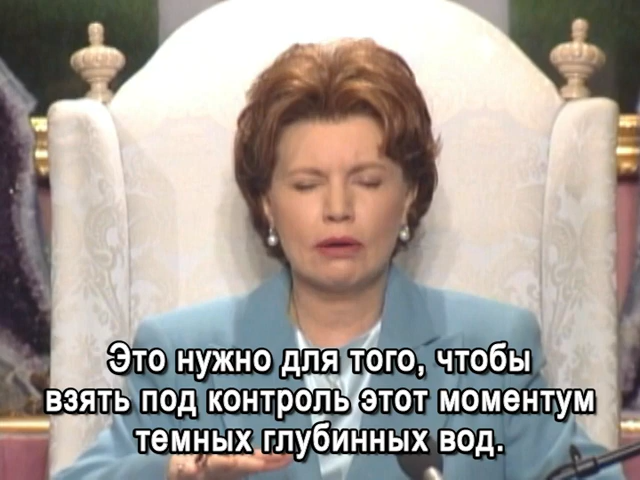 Это нужно для того, чтобы
взять под контроль этот моментум
темных глубинных вод.